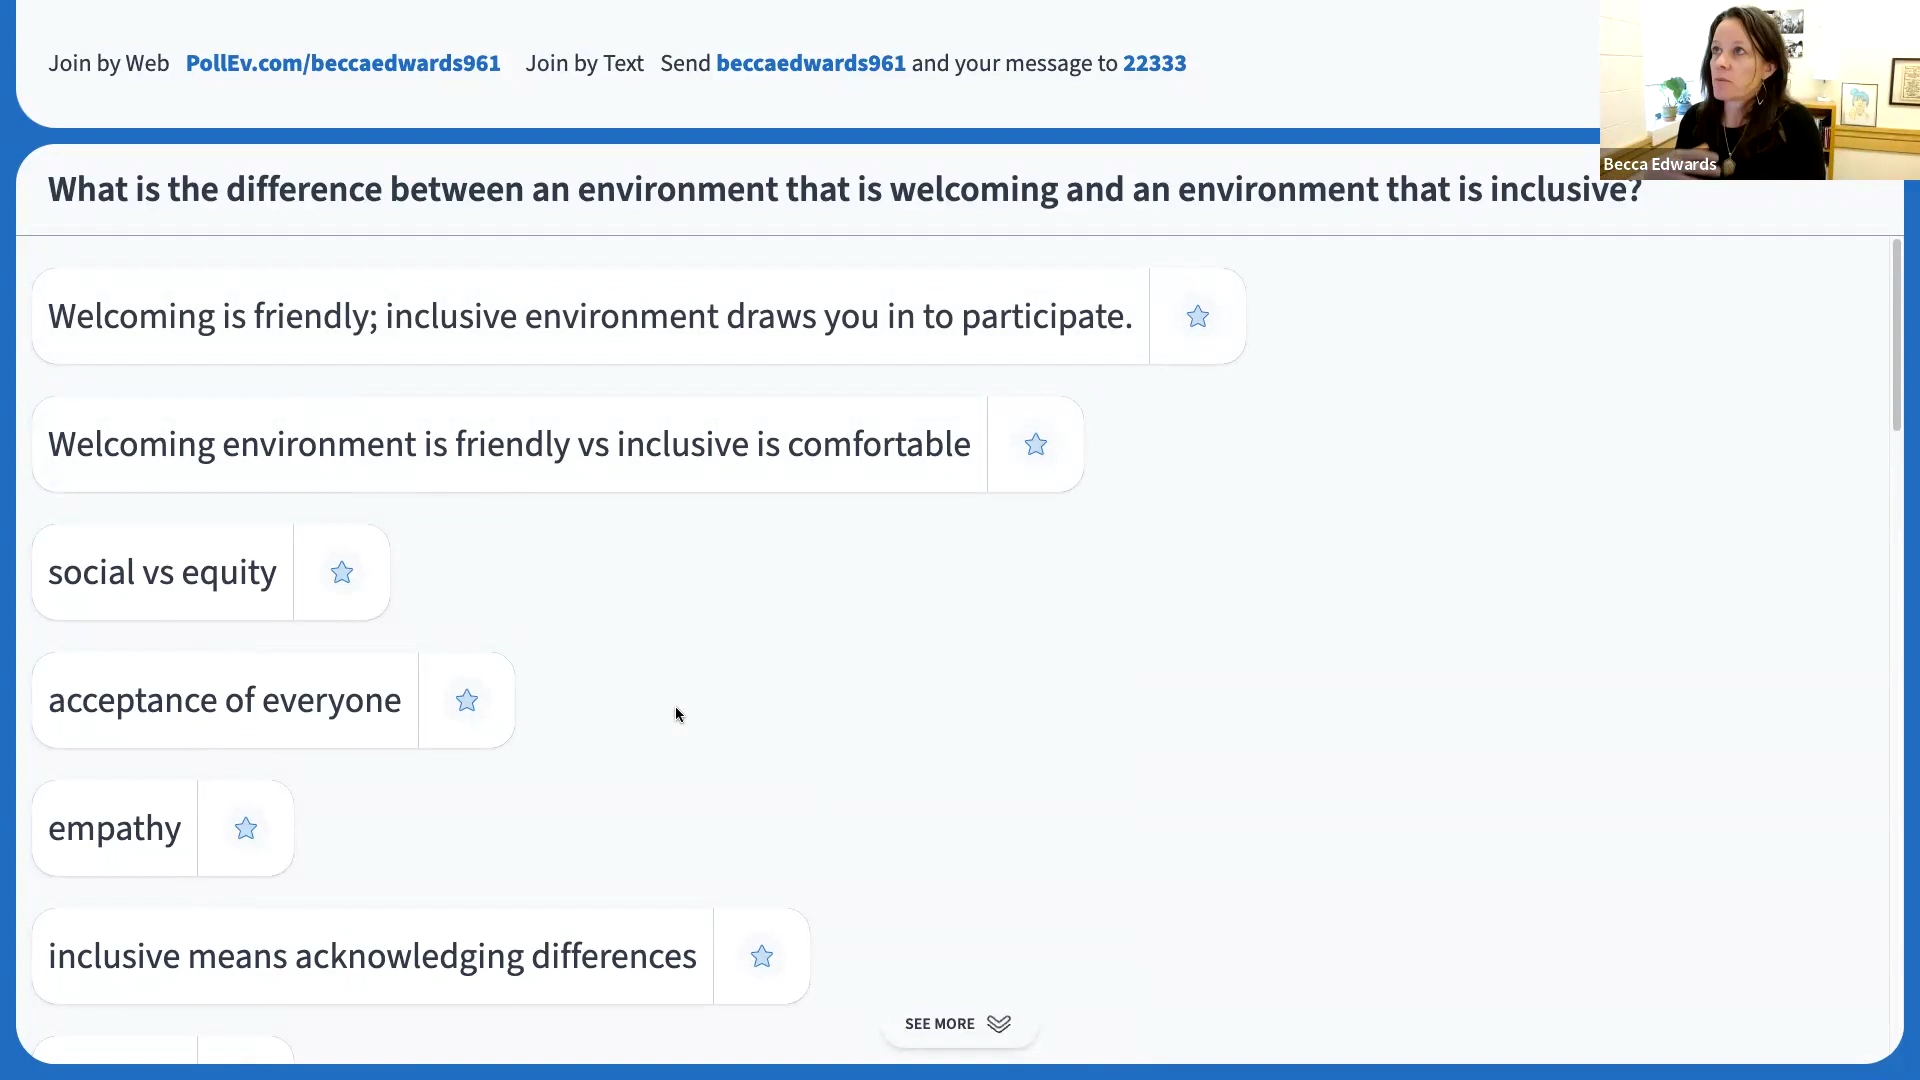 Join by Web PollEv.com/beccaedwards961 Join by Text Send beccaedwards961 and your message to 22333
Becca Edwards
What is the difference between an environment that is welcoming and an environment that is inclusive?
Welcoming is friendly; inclusive environment draws you in to participate.
Welcoming environment is friendly vs inclusive is comfortable
social vs equity
acceptance of everyone
empathy
inclusive means acknowledging differences
SEE MORE